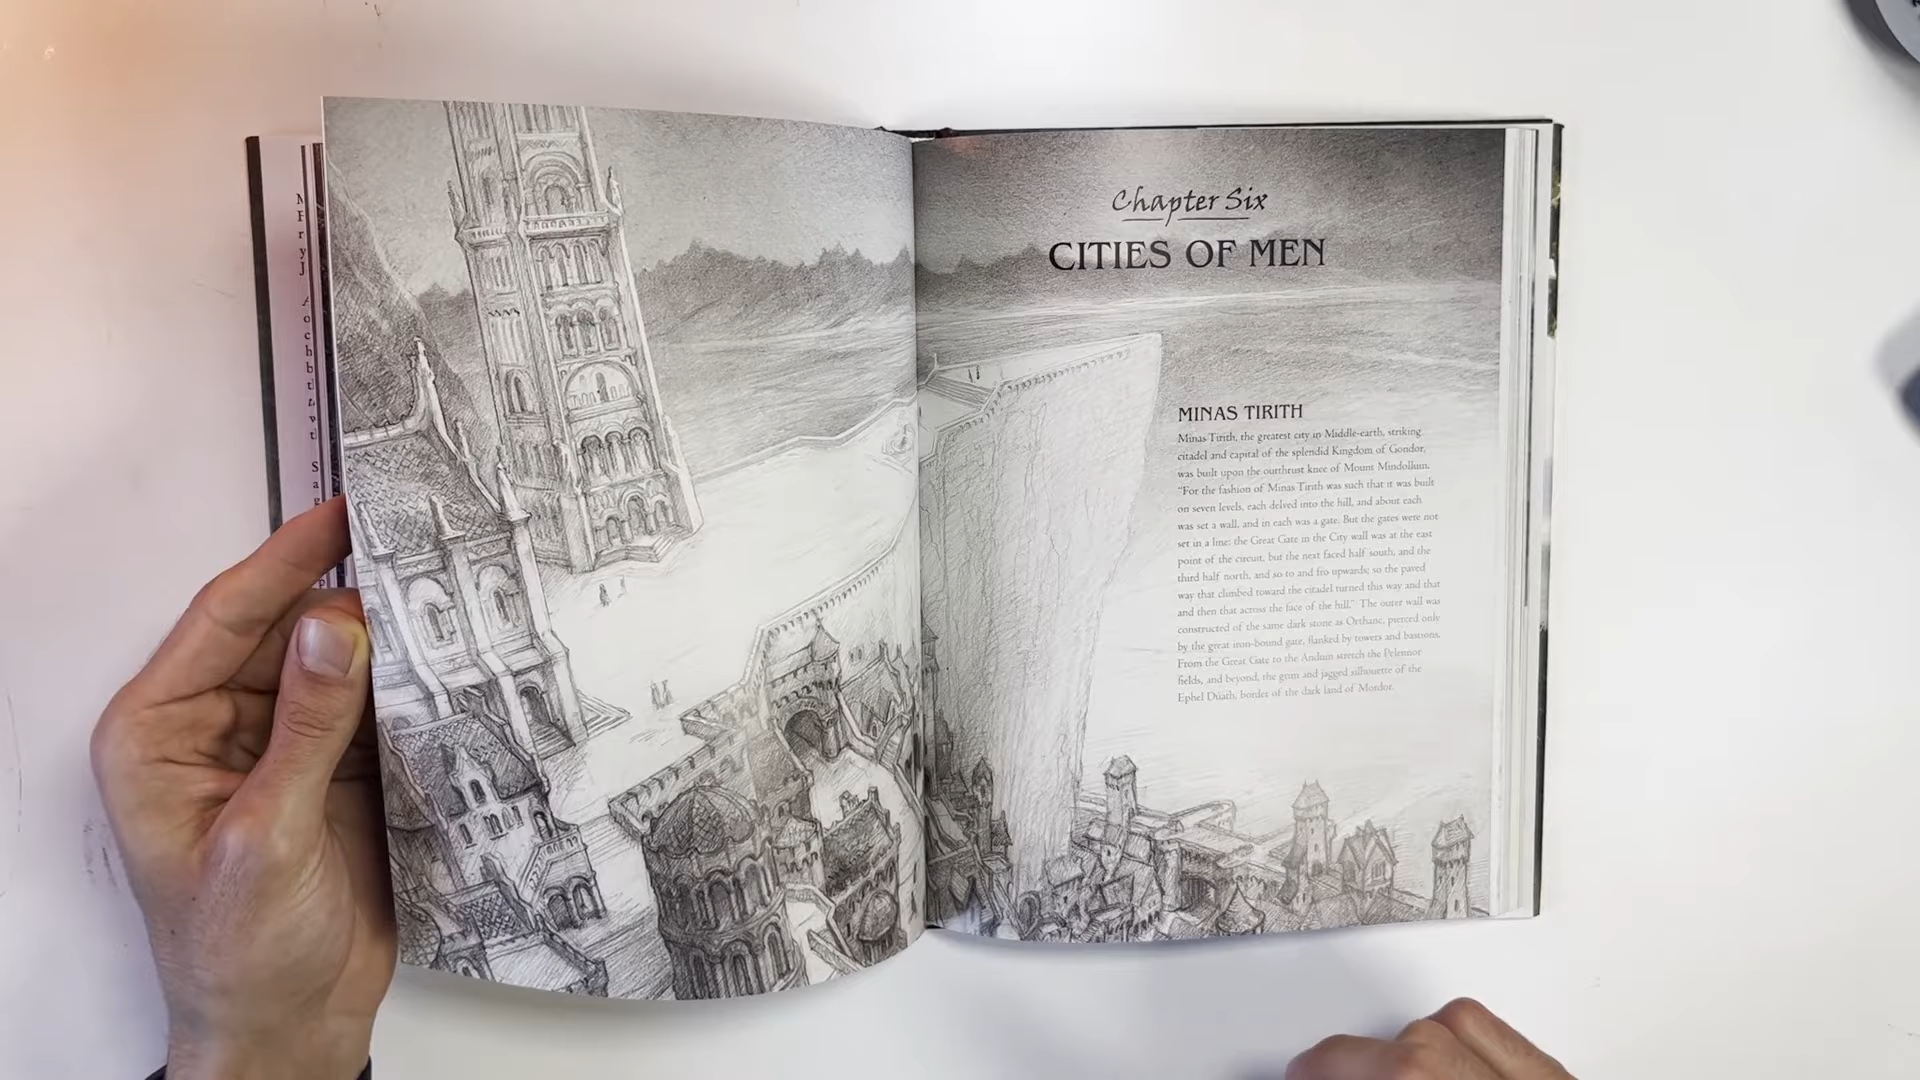 Chapter Six
CITIES OF MEN
MINAS TIRITH
Minas Tirith, the greatest city in Middle-earth, striking
citadel and capital of the splendid Kingdom of Gondor,
was built upon the outthrust knee of Mount Mindolluin.
"For the fashion of Minas Tirith was such that it was built
on seven levels, each delved into the hill, and about each
was set a wall, and in each was a gate. But the gates were not
set in a line: the Great Gate in the City wall was at the east
point of the circuit, but the next faced half south, and the
third half north, and so to and fro upwards; so the paved
way that climbed toward the citadel turned this way and that
and then that across the face of the hill." The outer wall was
constructed of the same dark stone as Orthanc, pierced only
by the great iron-bound gate, flanked by towers and bastions.
From the Great Gate to the Anduin stretch the Pelennor
fields, and beyond, the grim and jagged silhouette of the
Ephel Dúath, border of the dark land of Mordor.